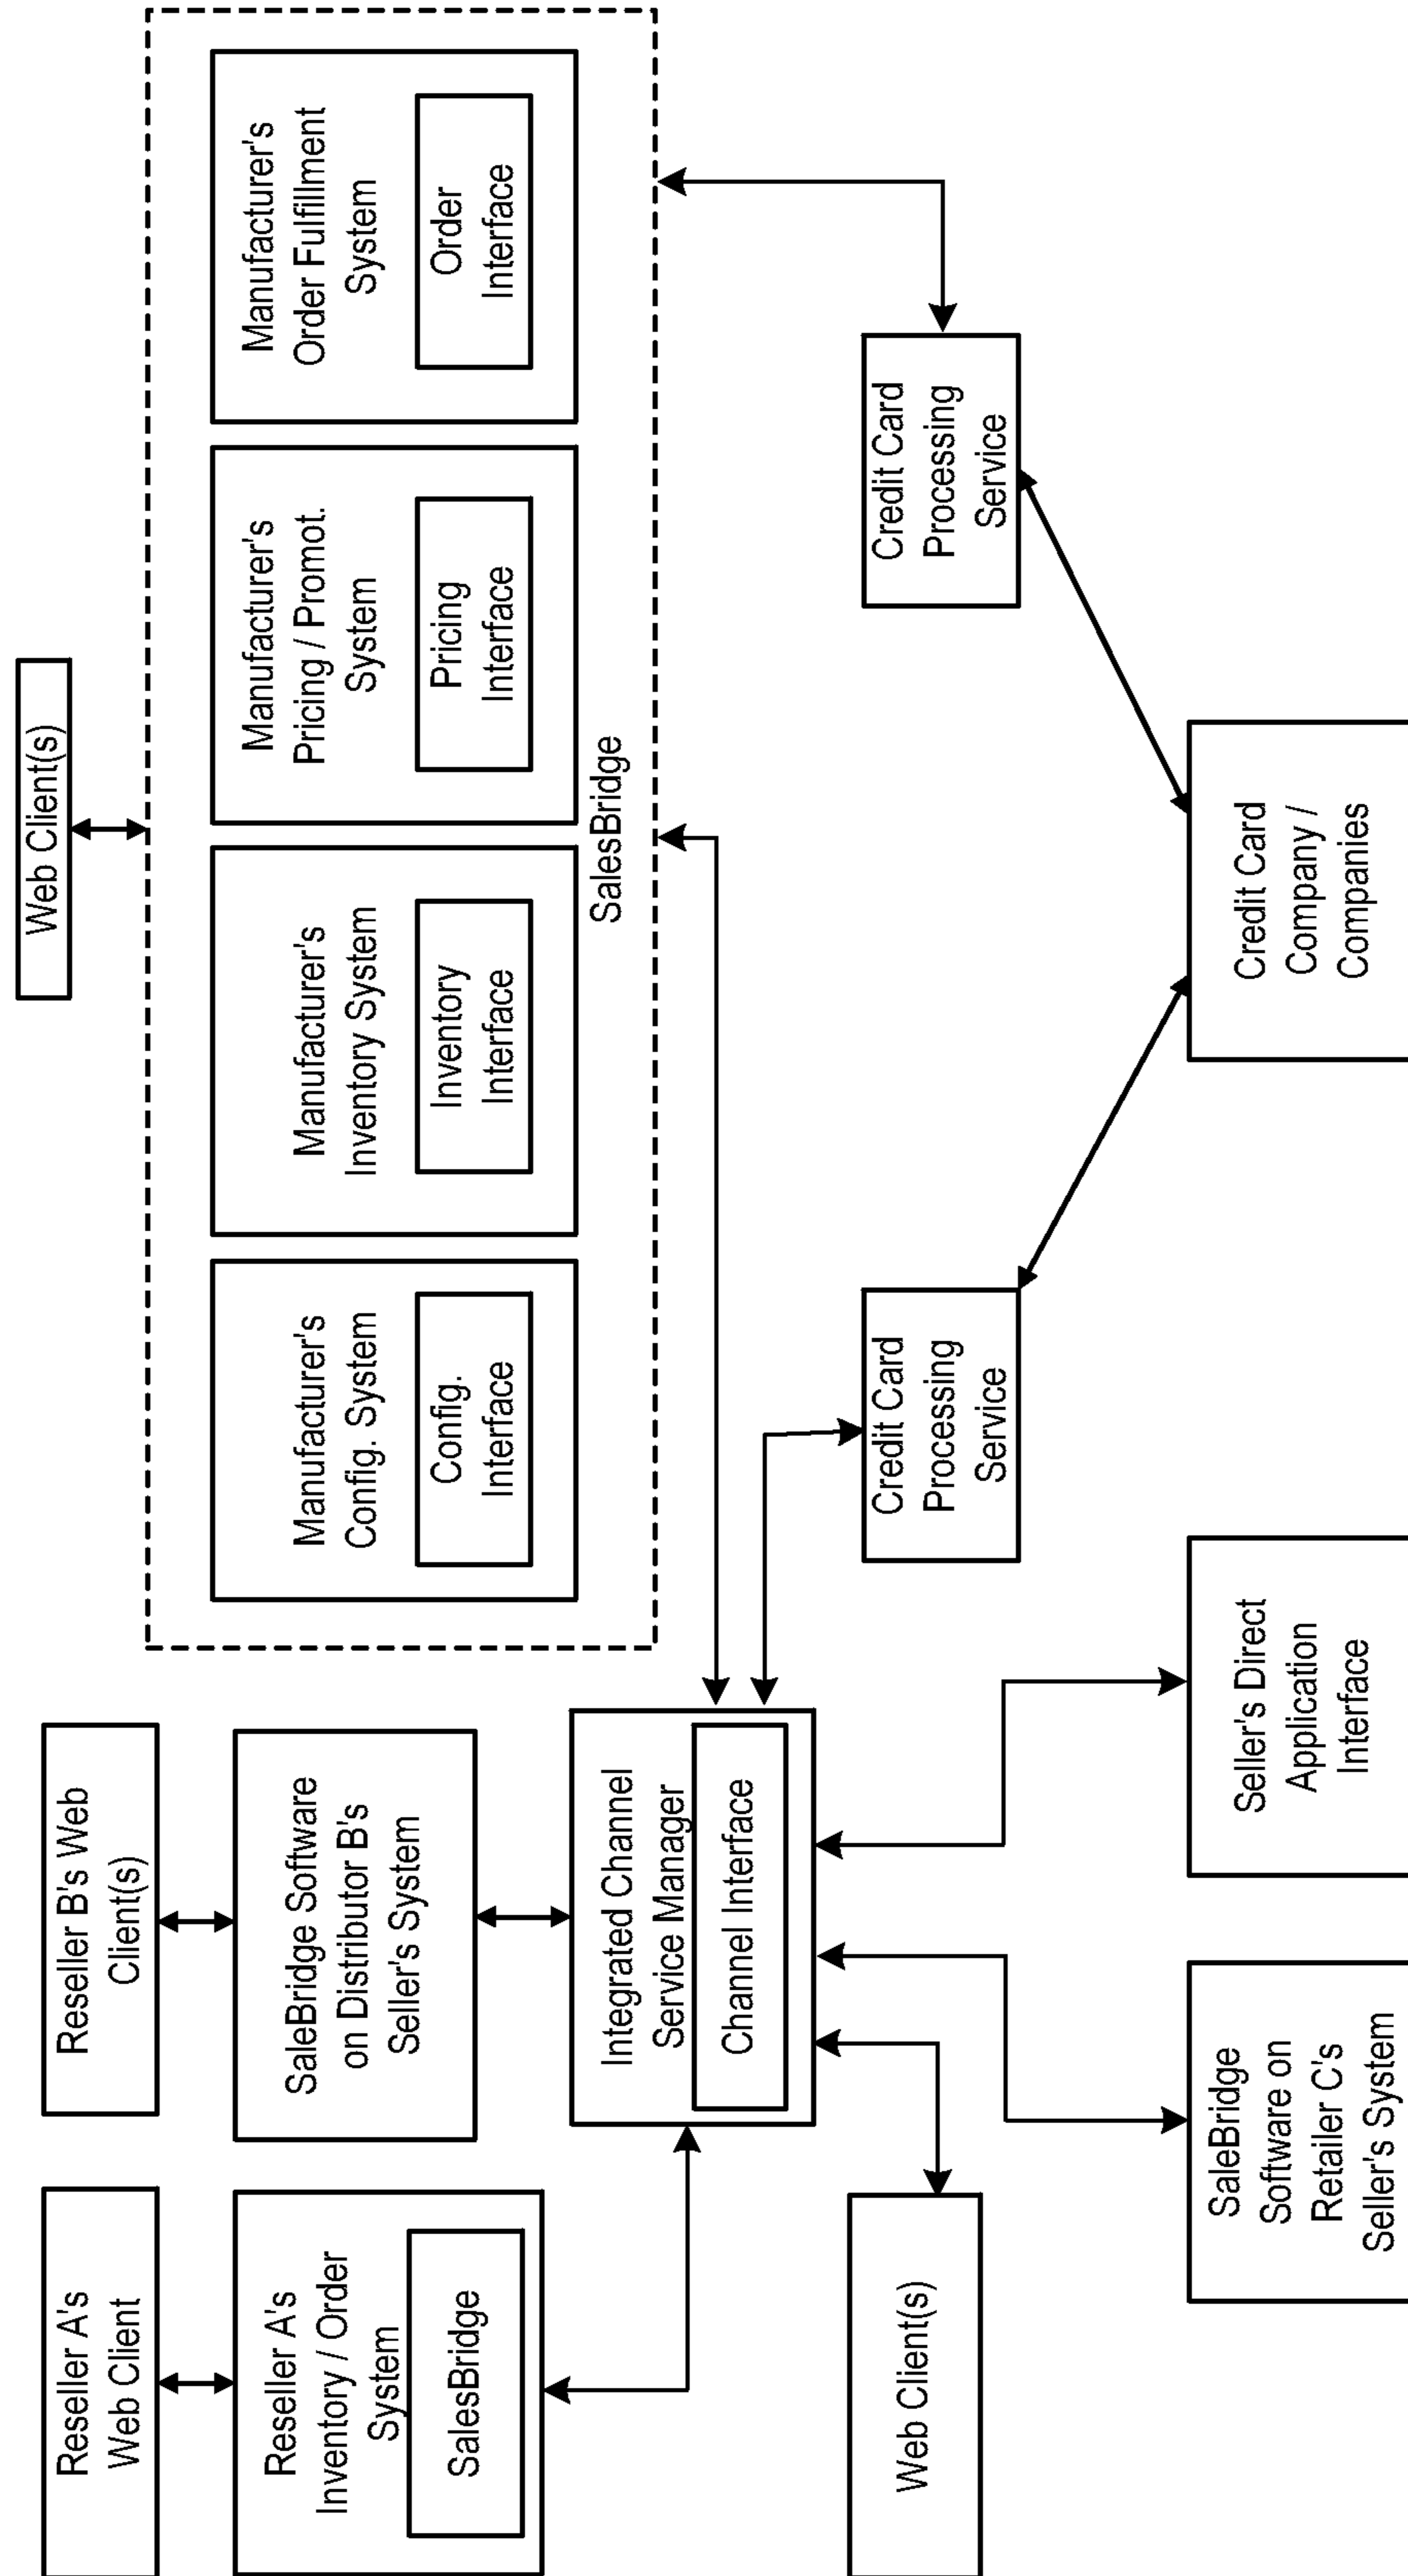 Reseller A's
Web Client
Reseller B's Web
Client(s)
Web Client(s)
Reseller A's
Inventory / Order
System
SalesBridge
SaleBridge Software
on Distributor B's
Seller's System
Manufacturer's
Config. System
Config.
Interface
Manufacturer's
Inventory System
Inventory
Interface
Manufacturer's
Pricing / Promot.
System
Pricing
Interface
Manufacturer's
Order Fulfillment
System
Order
Interface
SalesBridge
Integrated Channel
Service Manager
Channel Interface
Web Client(s)
Credit Card
Processing
Service
Credit Card
Processing
Service
SaleBridge
Software on
Retailer C's
Seller's System
Seller's Direct
Application
Interface
Credit Card
Company /
Companies